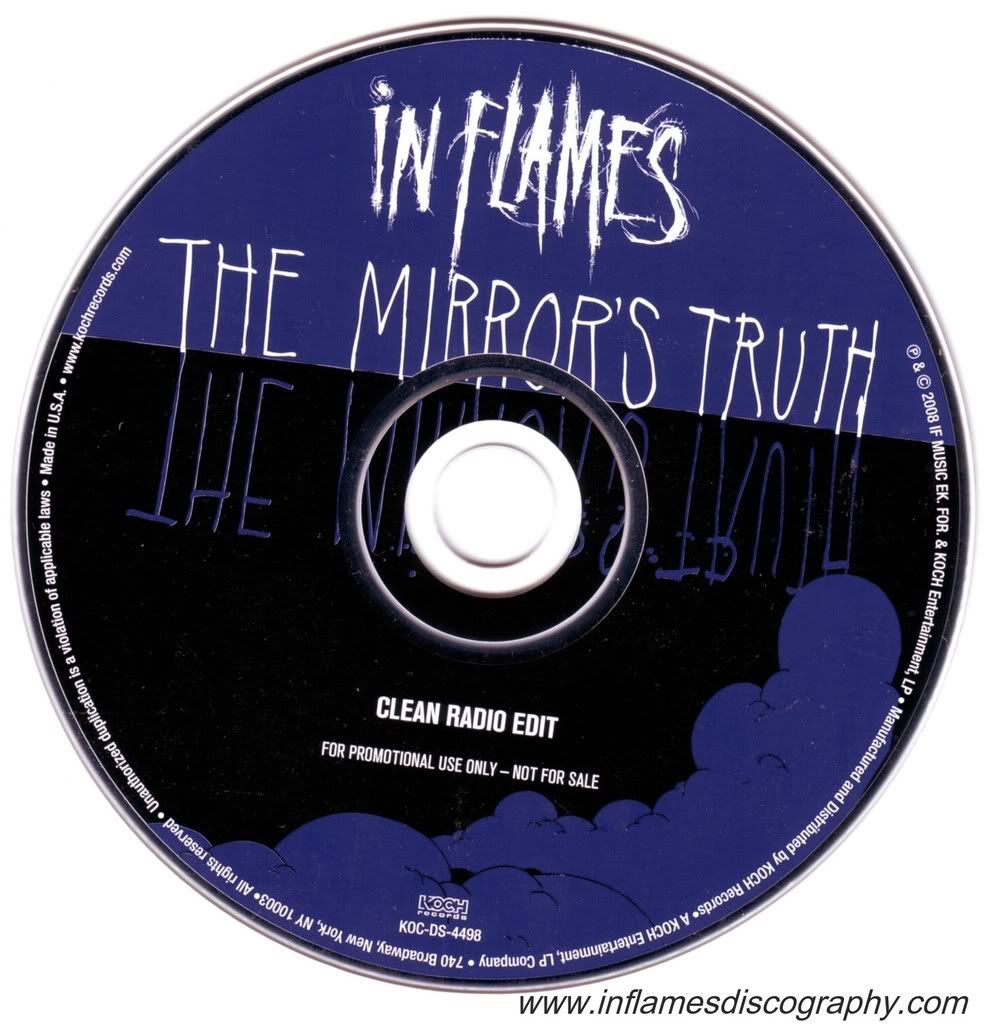 in FLAMES
THE MIRROR'S TRUTH
THE MIRROR'S TRUTH
CLEAN RADIO EDIT
FOR PROMOTIONAL USE ONLY – NOT FOR SALE
KOCH
records
KOC-DS-4498
℗ & © 2008 IF MUSIC EK. FOR. & KOCH Entertainment, LP • Manufactured and Distributed by KOCH Records • A KOCH Entertainment, LP Company • 740 Broadway, New York, NY 10003 • All rights reserved • Unauthorized duplication is a violation of applicable laws • Made in U.S.A. • www.kochrecords.com
www.inflamesdiscography.com